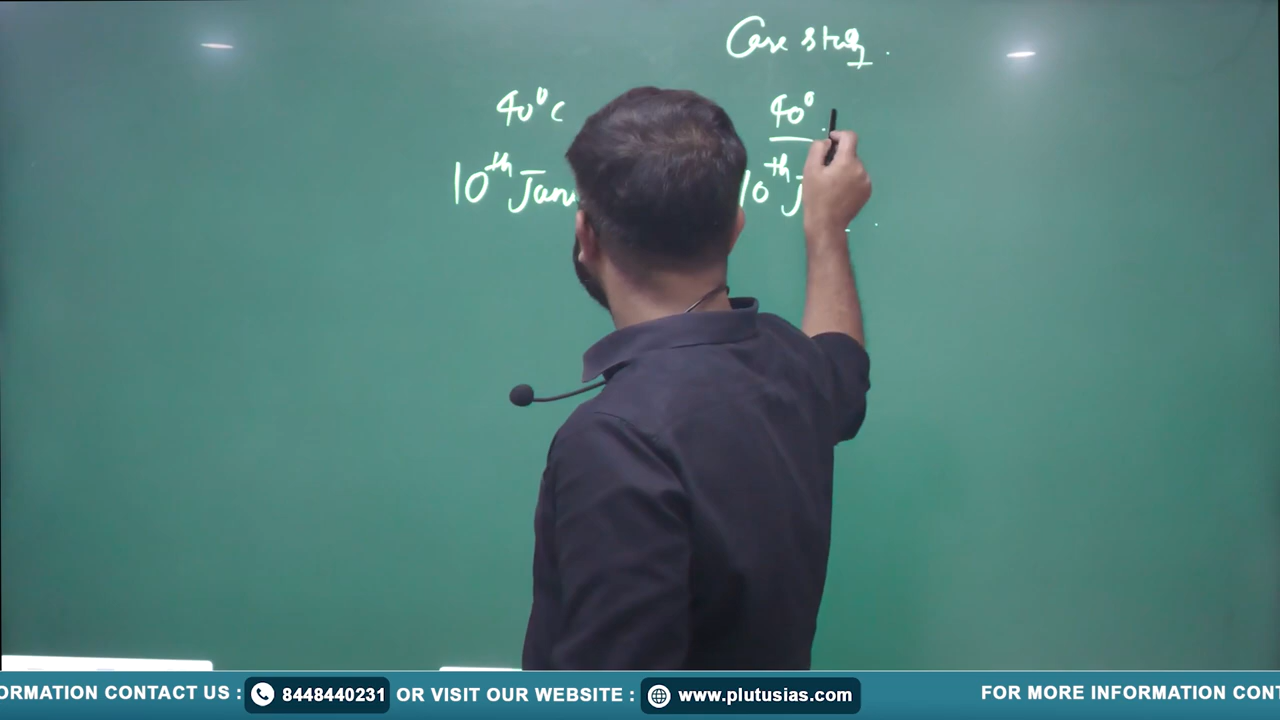 Case study.
40°C 40°
10th Jan 10th J
ORMATION CONTACT US : 8448440231 OR VISIT OUR WEBSITE : www.plutusias.com FOR MORE INFORMATION CONT